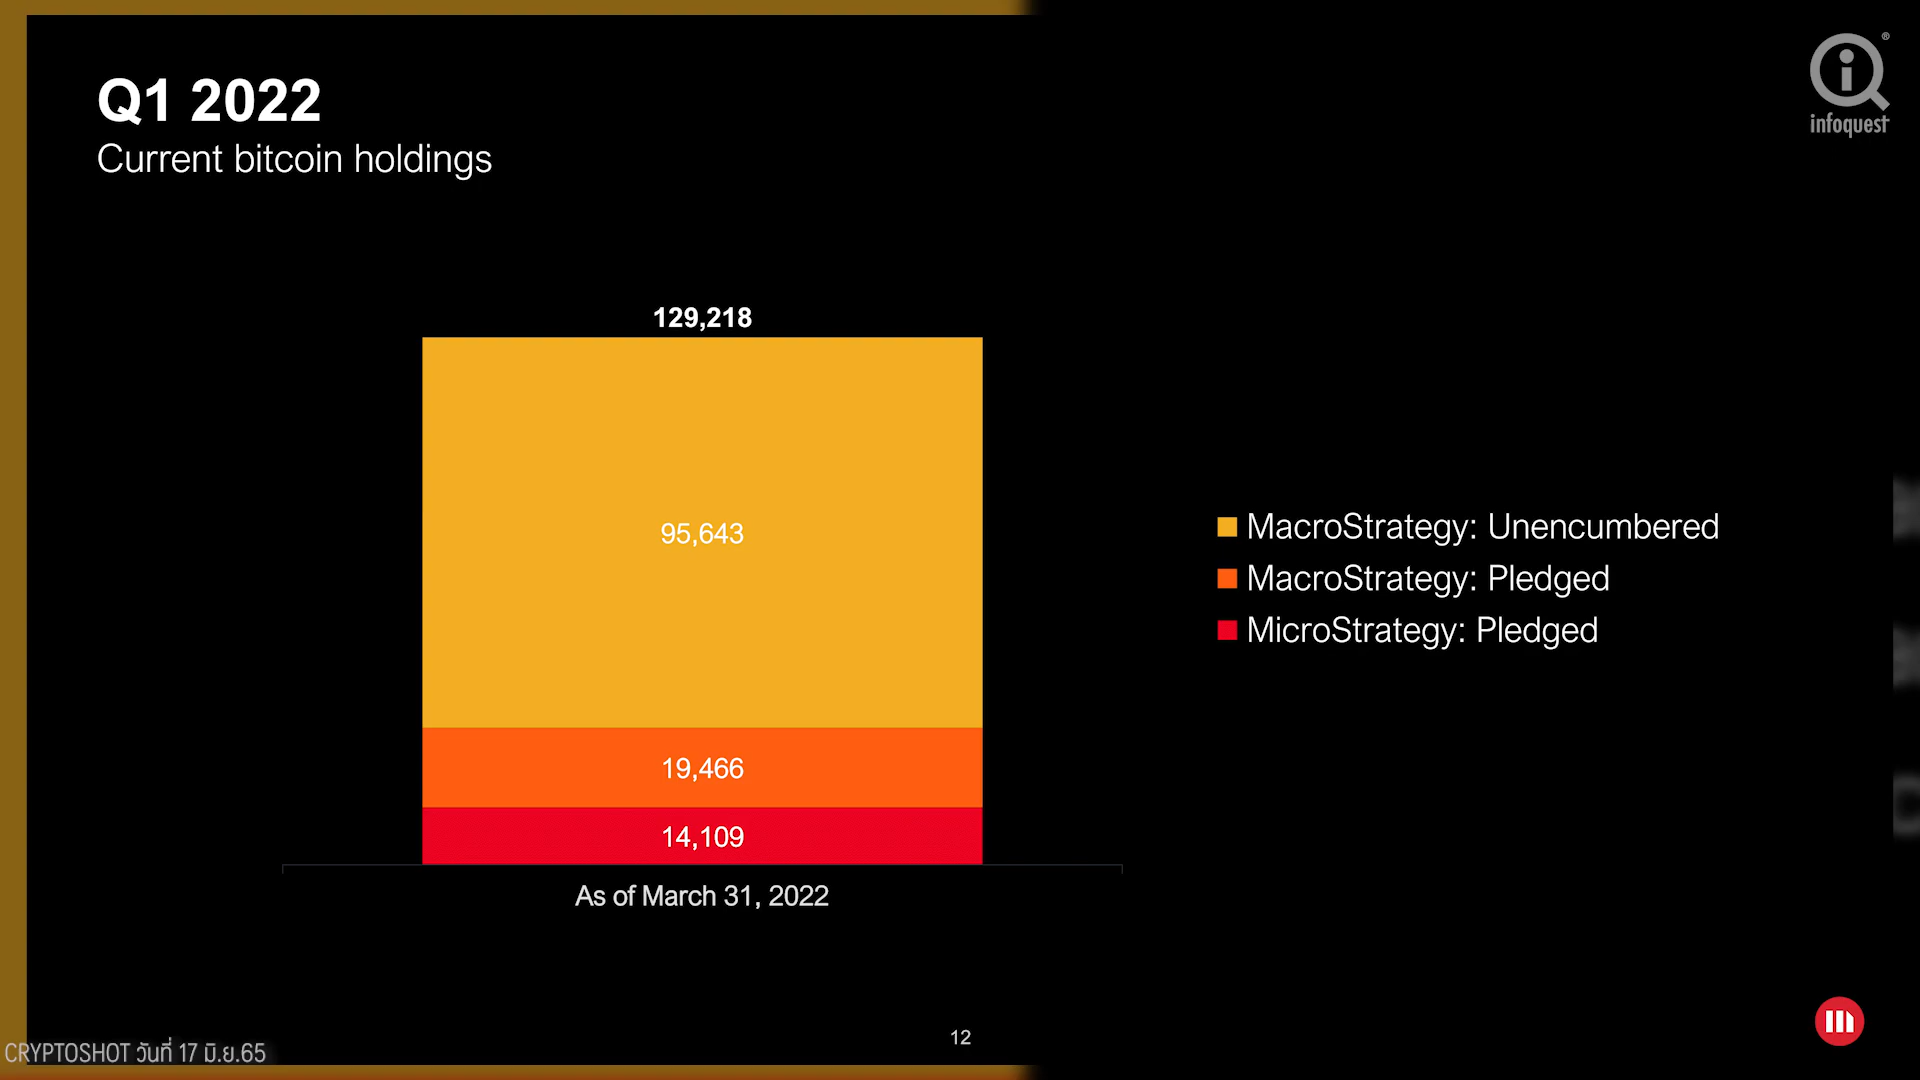 infoquest
Q1 2022
Current bitcoin holdings
129,218
95,643
19,466
14,109
As of March 31, 2022
MacroStrategy: Unencumbered
MacroStrategy: Pledged
MicroStrategy: Pledged
12
CRYPTOSHOT วันที่ 17 มิ.ย.65